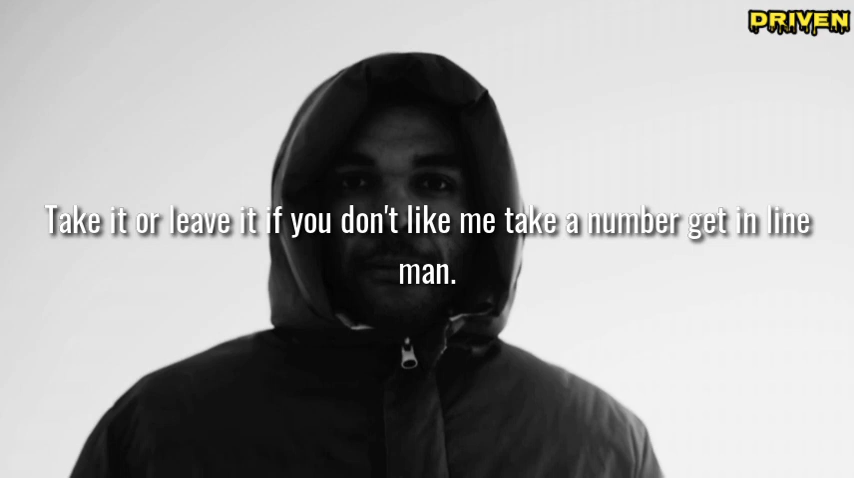 DRIVEN
Take it or leave it if you don't like me take a number get in line
man.